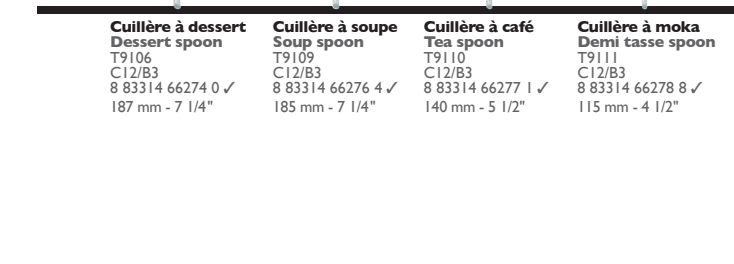 Cuillère à dessert
Dessert spoon
T9106
C12/B3
8 83314 66274 0 ✓
187 mm - 7 1/4"
Cuillère à soupe
Soup spoon
T9109
C12/B3
8 83314 66276 4 ✓
185 mm - 7 1/4"
Cuillère à café
Tea spoon
T9110
C12/B3
8 83314 66277 1 ✓
140 mm - 5 1/2"
Cuillère à moka
Demi tasse spoon
T9111
C12/B3
8 83314 66278 8 ✓
115 mm - 4 1/2"